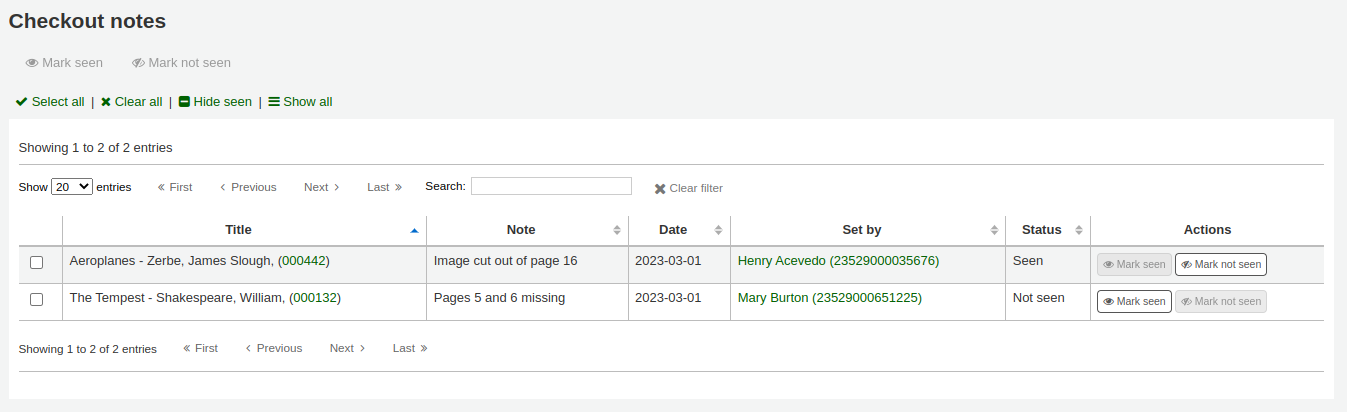 Checkout notes
Mark seen Mark not seen
Select all | Clear all | Hide seen | Show all
Showing 1 to 2 of 2 entries
Show 20 entries First Previous Next Last Search: Clear filter
Title Note Date Set by Status Actions
Aeroplanes - Zerbe, James Slough, (000442) Image cut out of page 16 2023-03-01 Henry Acevedo (23529000035676) Seen Mark seen Mark not seen
The Tempest - Shakespeare, William, (000132) Pages 5 and 6 missing 2023-03-01 Mary Burton (23529000651225) Not seen Mark seen Mark not seen
Showing 1 to 2 of 2 entries First Previous Next Last